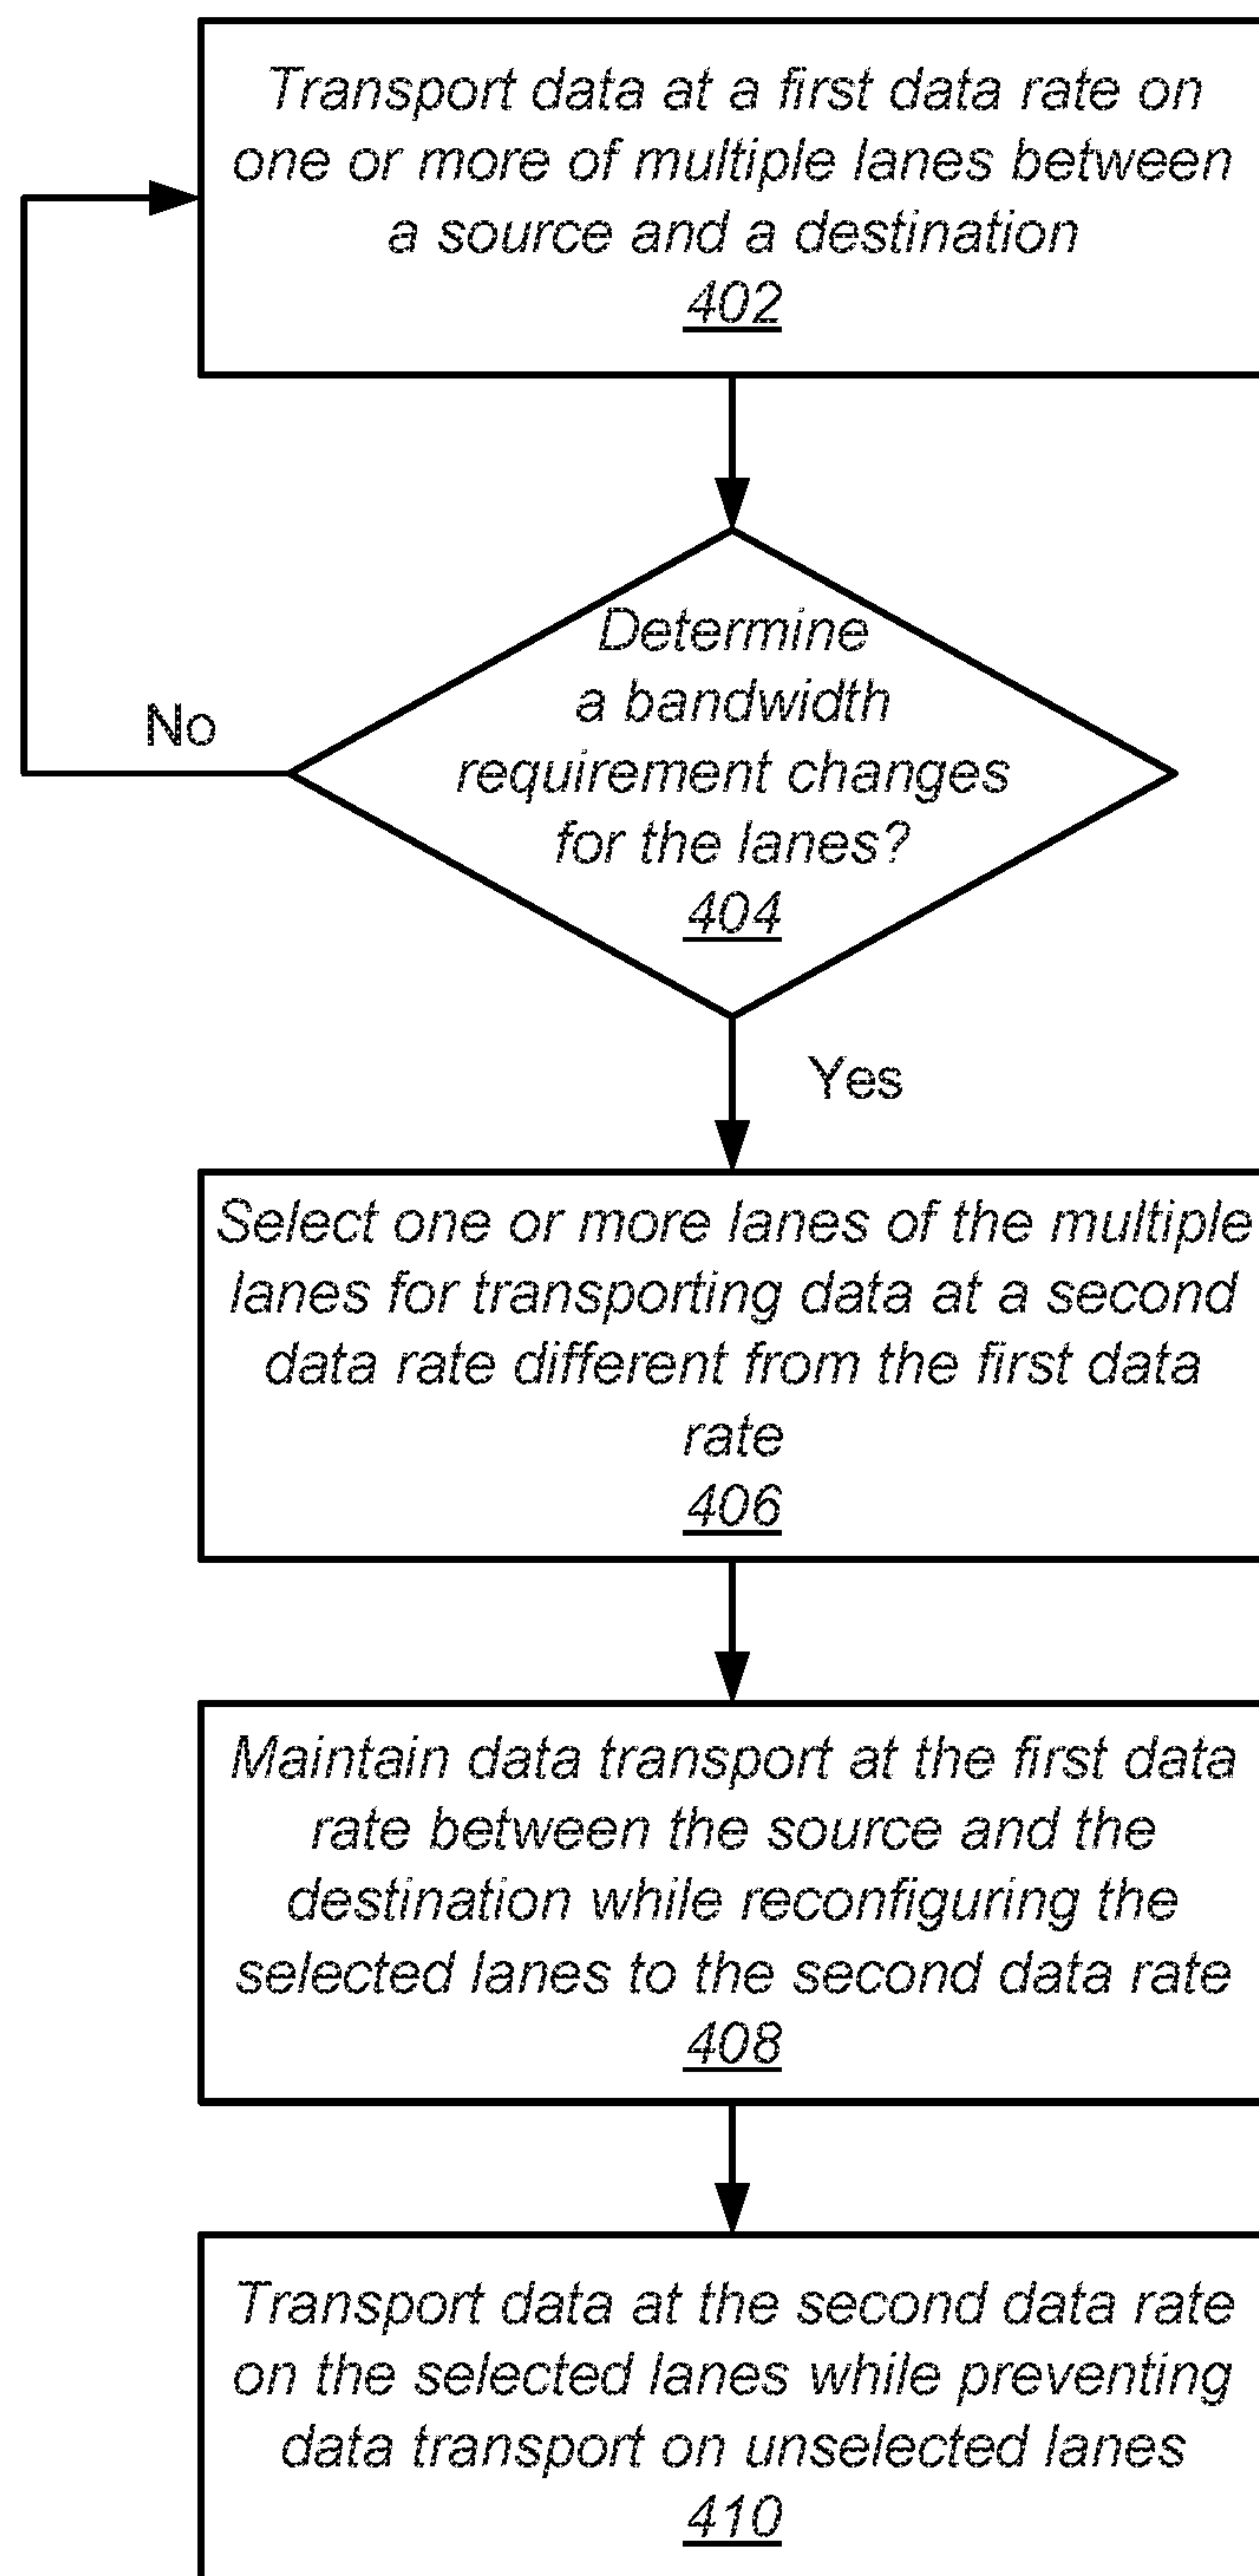 Transport data at a first data rate on
one or more of multiple lanes between
a source and a destination
402
Determine
a bandwidth
requirement changes
for the lanes?
404
No
Yes
Select one or more lanes of the multiple
lanes for transporting data at a second
data rate different from the first data
rate
406
Maintain data transport at the first data
rate between the source and the
destination while reconfiguring the
selected lanes to the second data rate
408
Transport data at the second data rate
on the selected lanes while preventing
data transport on unselected lanes
410